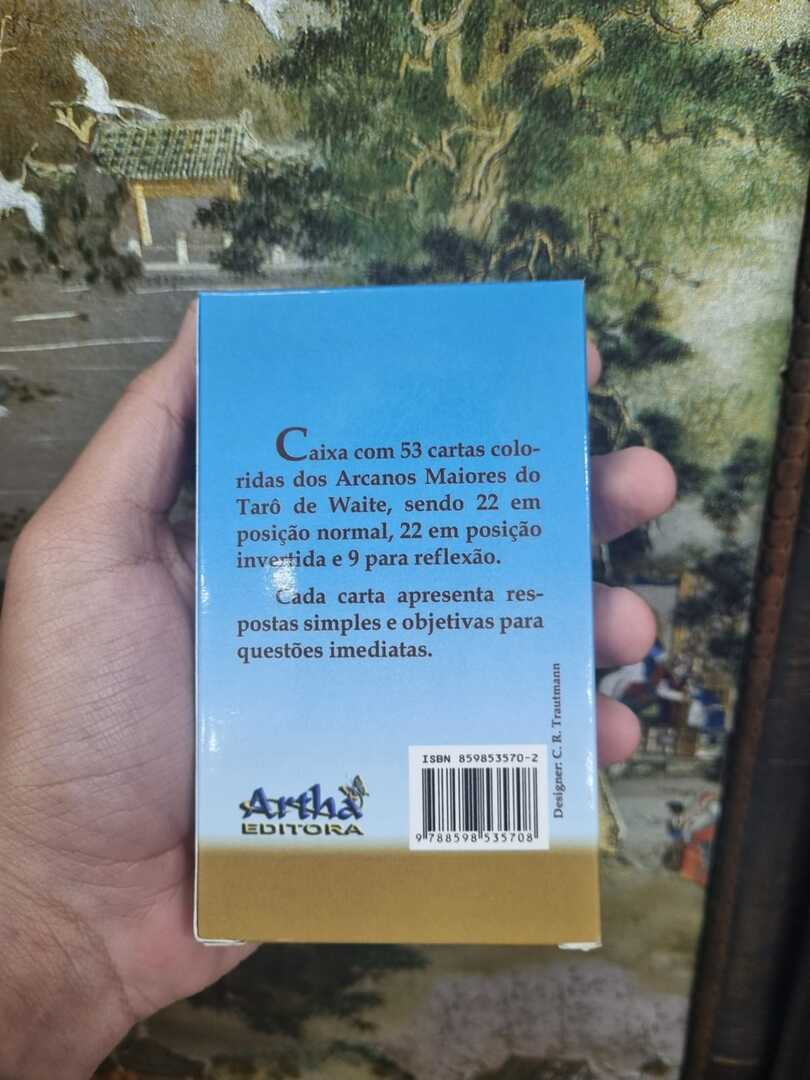 Caixa com 53 cartas colo-
ridas dos Arcanos Maiores do
Tarô de Waite, sendo 22 em
posição normal, 22 em posição
invertida e 9 para reflexão.
Cada carta apresenta res-
postas simples e objetivas para
questões imediatas.
Designer: C. R. Trautmann
ISBN 859853570-2
9 788598 535708
Artha
EDITORA